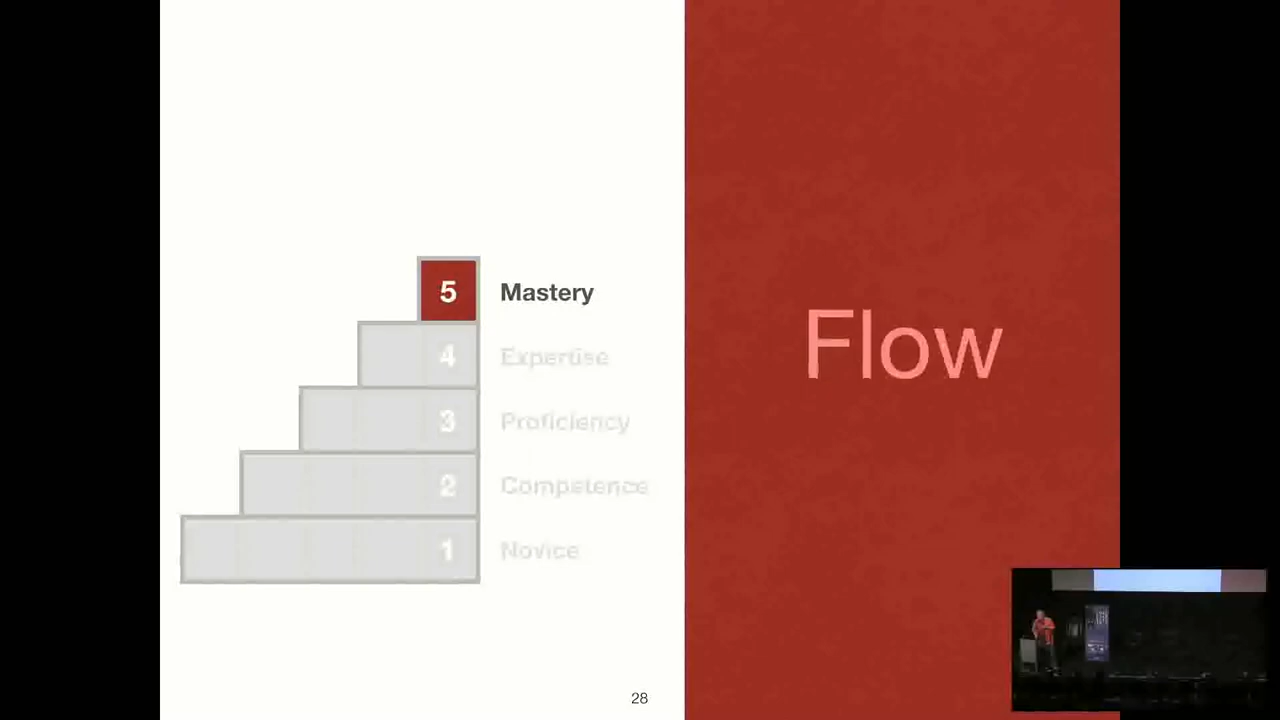 5 Mastery
4 Expertise
3 Proficiency
2 Competence
1 Novice
Flow
28